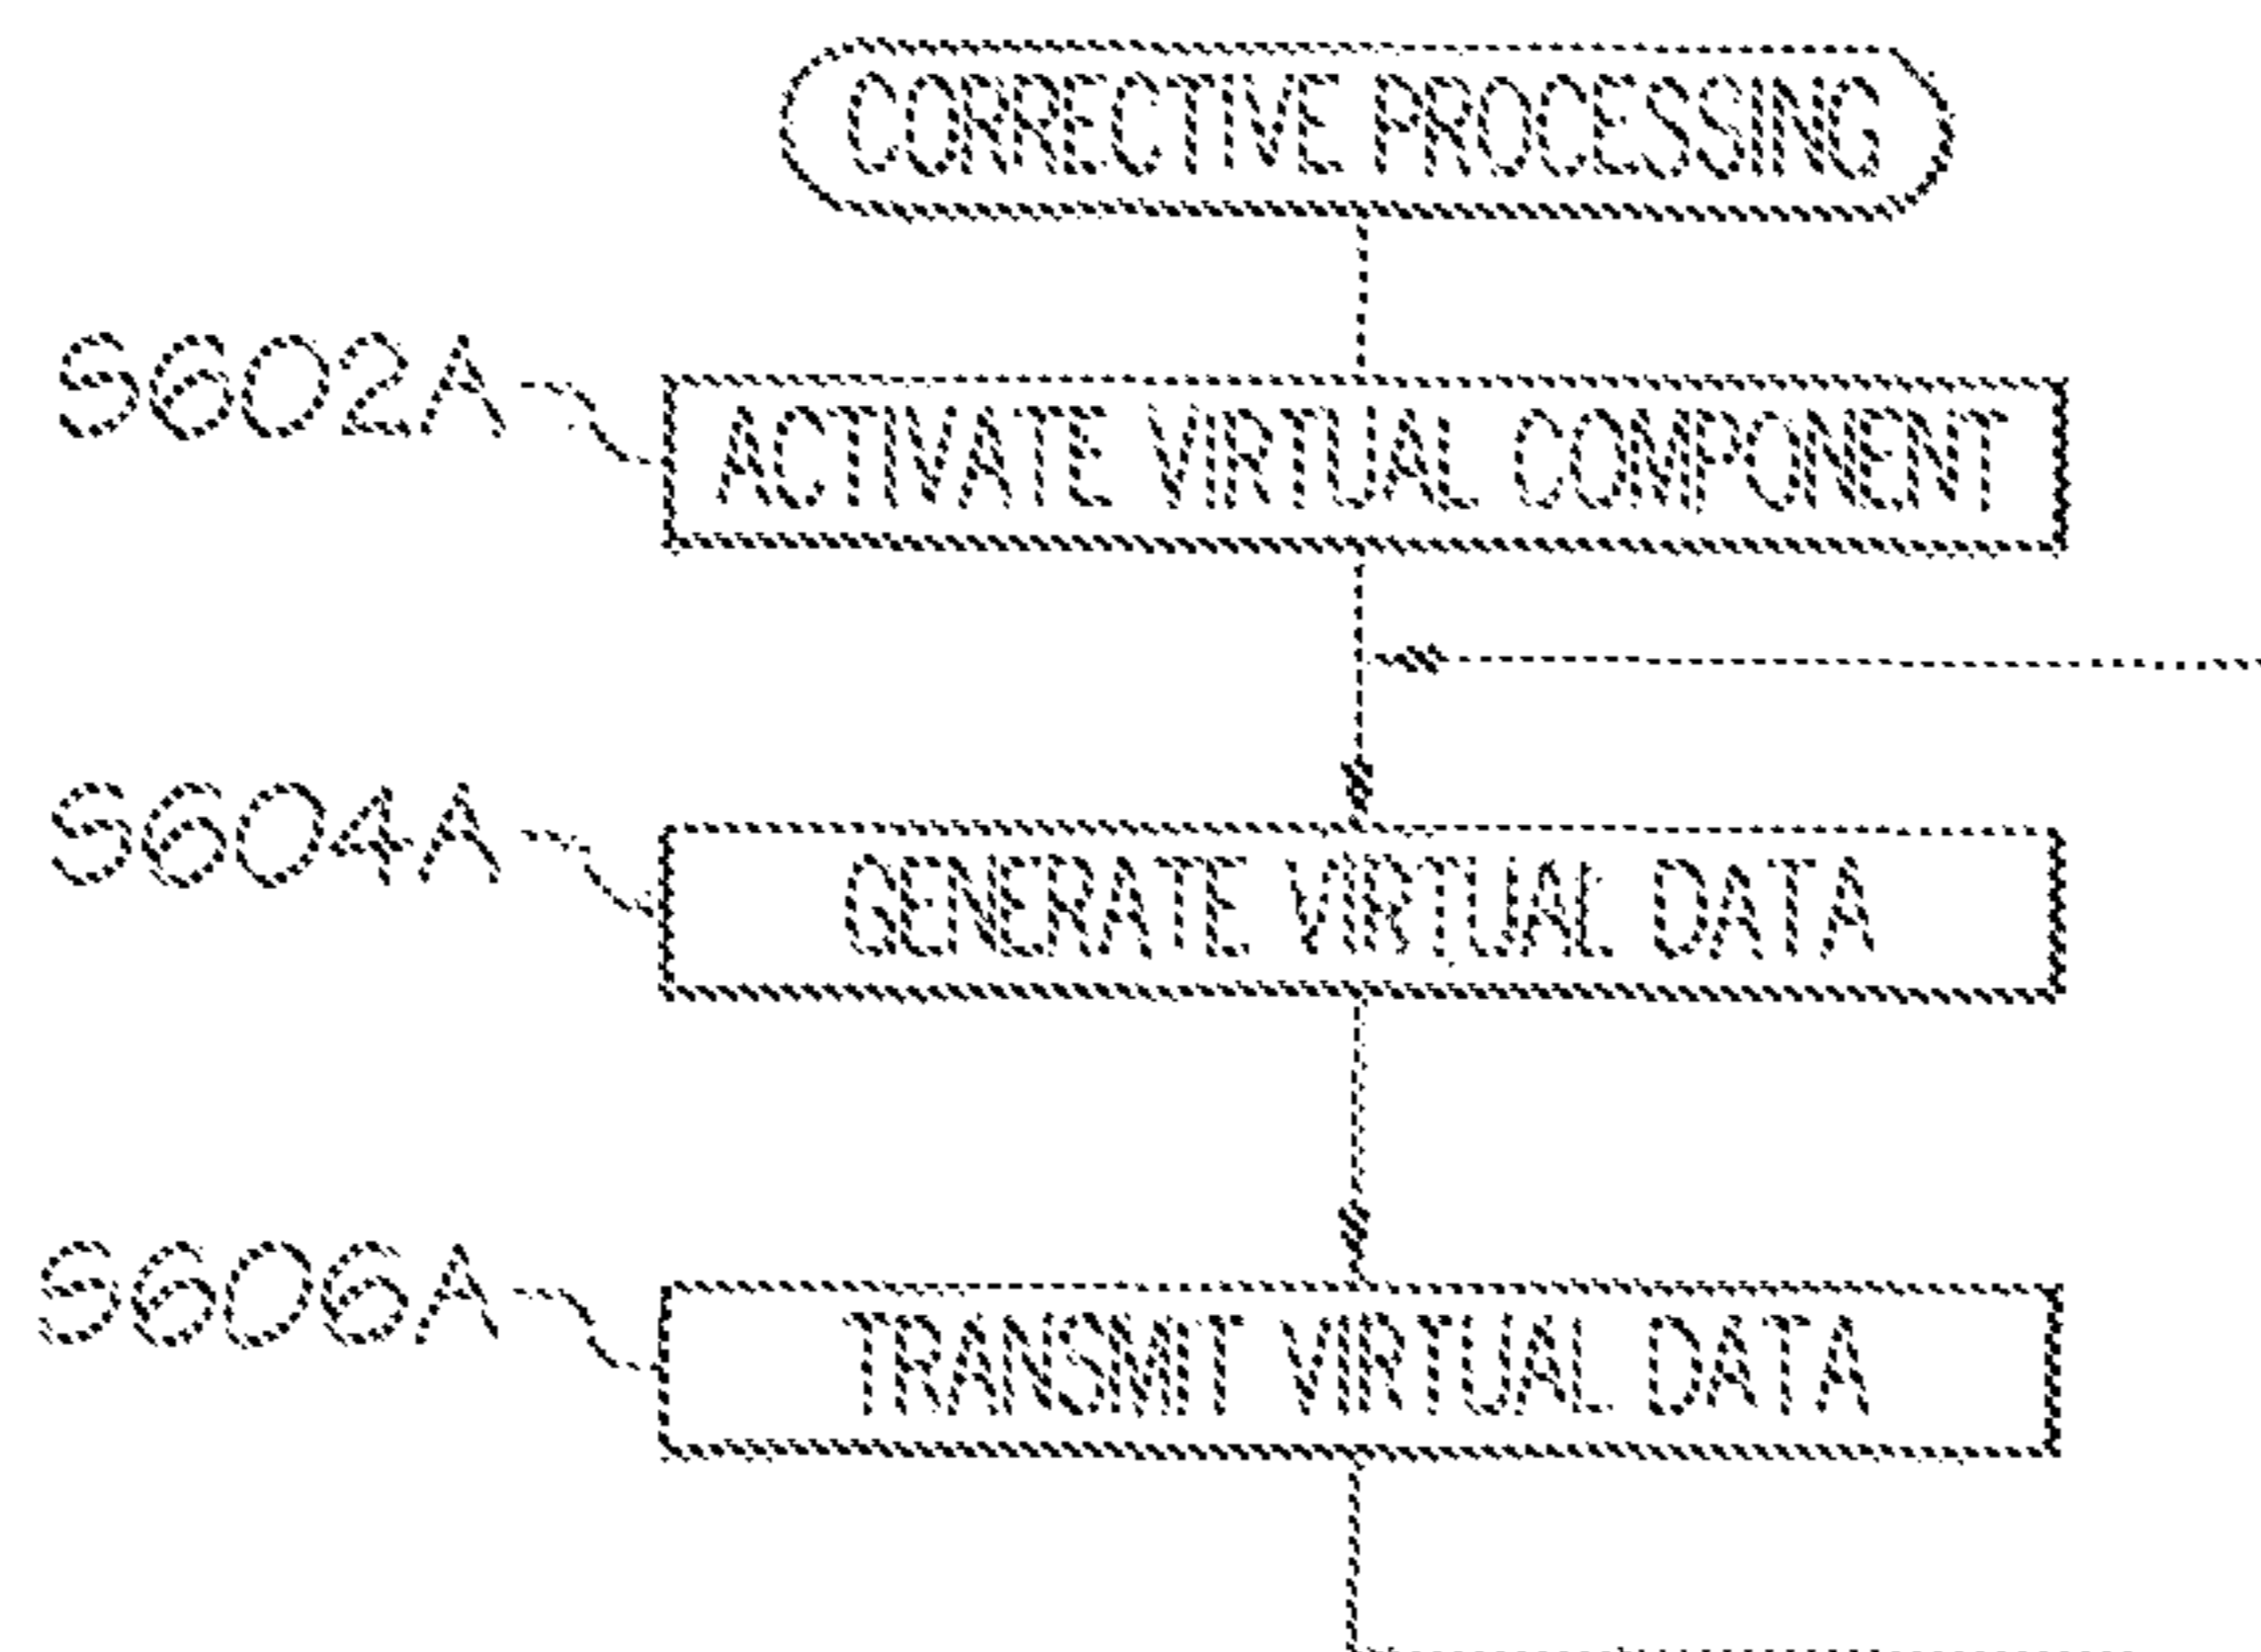 CORRECTIVE PROCESSING
S602A
ACTIVATE VIRTUAL COMPONENT
S604A
GENERATE VIRTUAL DATA
S606A
TRANSMIT VIRTUAL DATA